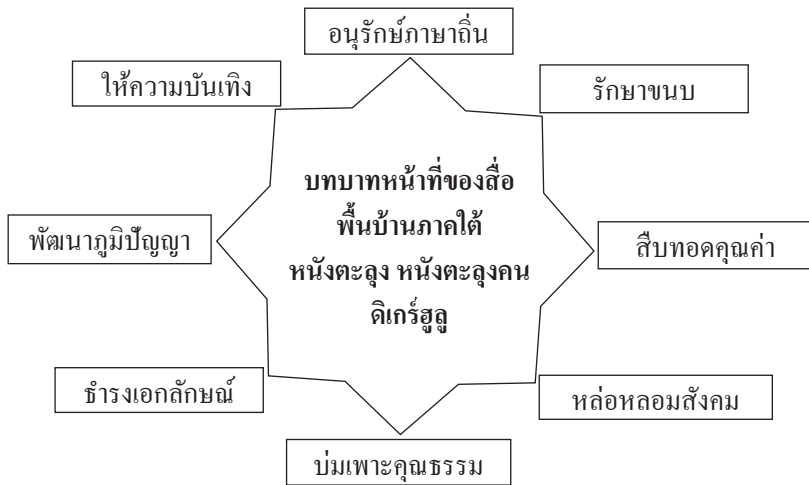 อนุรักษ์ภาษาถิ่น
ให้ความบันเทิง
รักษาขนบ
บทบาทหน้าที่ของสื่อ
พื้นบ้านภาคใต้
หนังตะลุง หนังตะลุงคน
ดิเกร์ฮูลู
พัฒนาภูมิปัญญา
สืบทอดคุณค่า
ธำรงเอกลักษณ์
หล่อหลอมสังคม
บ่มเพาะคุณธรรม